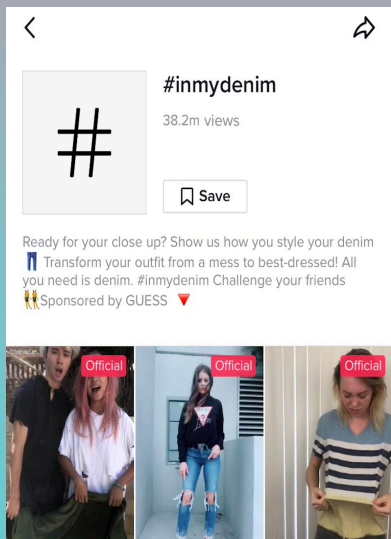 #inmydenim
38.2m views
Save
Ready for your close up? Show us how you style your denim
👖 Transform your outfit from a mess to best-dressed! All
you need is denim. #inmydenim Challenge your friends
👯Sponsored by GUESS 🔻
Official
Official
Official